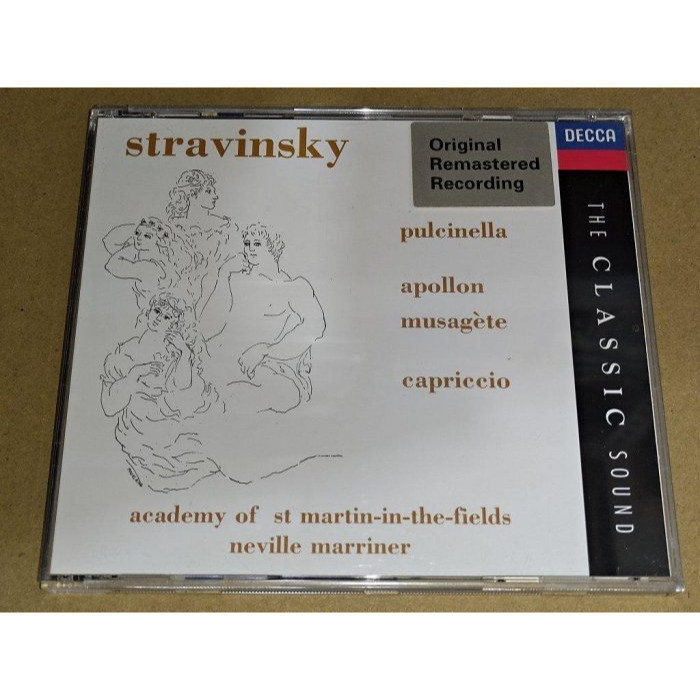 stravinsky
Original
Remastered
Recording
DECCA
pulcinella
apollon
musagète
capriccio
THE CLASSIC SOUND
academy of st martin-in-the-fields
neville marriner